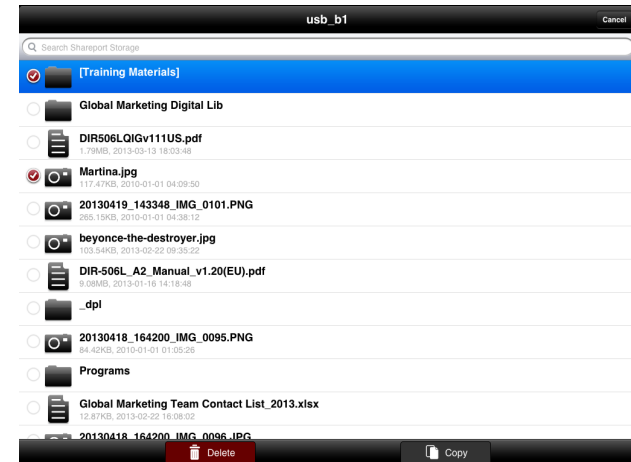 usb_b1
Cancel
Search Shareport Storage
[Training Materials]
Global Marketing Digital Lib
DIR506LQIGv111US.pdf
1.79MB, 2013-03-13 18:03:48
Martina.jpg
117.47KB, 2010-01-01 04:09:50
20130419_143348_IMG_0101.PNG
265.15KB, 2010-01-01 04:38:12
beyonce-the-destroyer.jpg
103.54KB, 2013-02-22 09:35:22
DIR-506L_A2_Manual_v1.20(EU).pdf
9.08MB, 2013-01-16 14:18:48
_dpl
20130418_164200_IMG_0095.PNG
84.42KB, 2010-01-01 01:05:26
Programs
Global Marketing Team Contact List_2013.xlsx
12.87KB, 2013-02-22 16:08:02
20130418_164200_IMG_0096.JPG
Delete
Copy